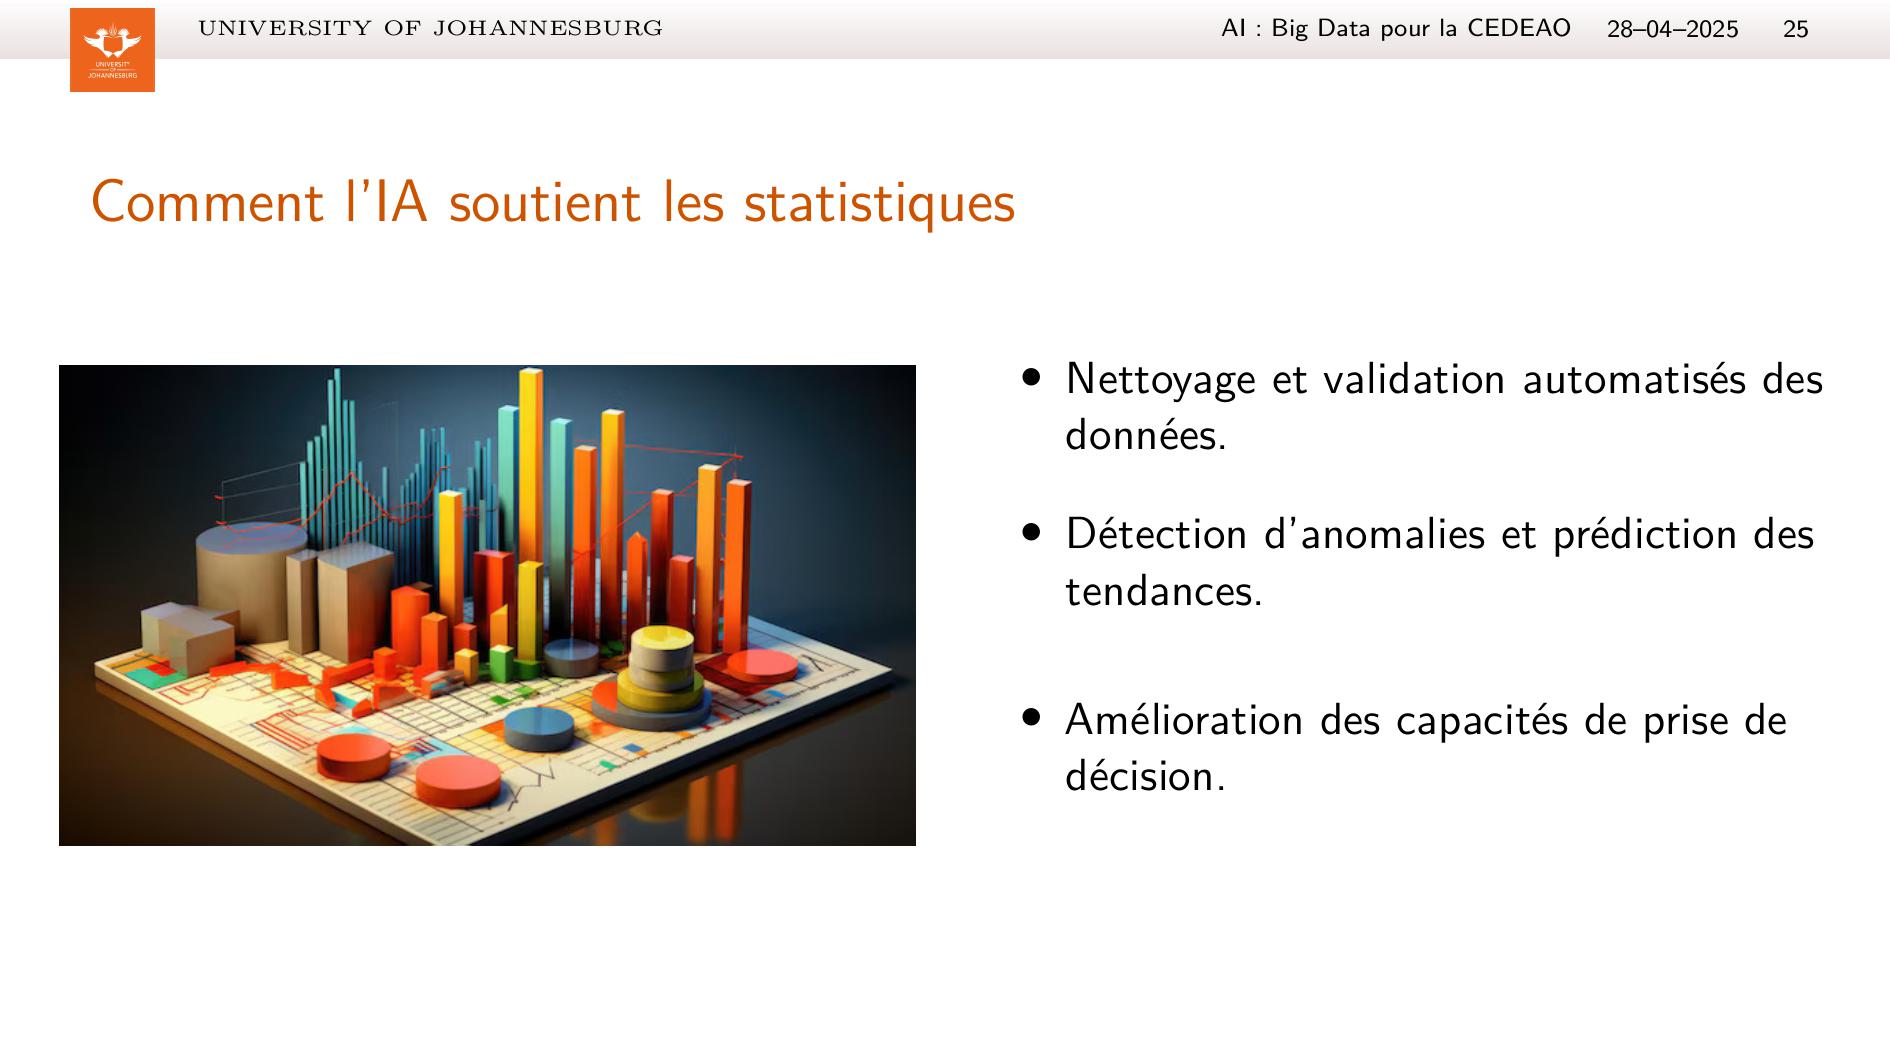 UNIVERSITY OF JOHANNESBURG
AI : Big Data pour la CEDEAO 28–04–2025 25
UNIVERSITY
OF
JOHANNESBURG
Comment l'IA soutient les statistiques
• Nettoyage et validation automatisés des
données.
• Détection d'anomalies et prédiction des
tendances.
• Amélioration des capacités de prise de
décision.